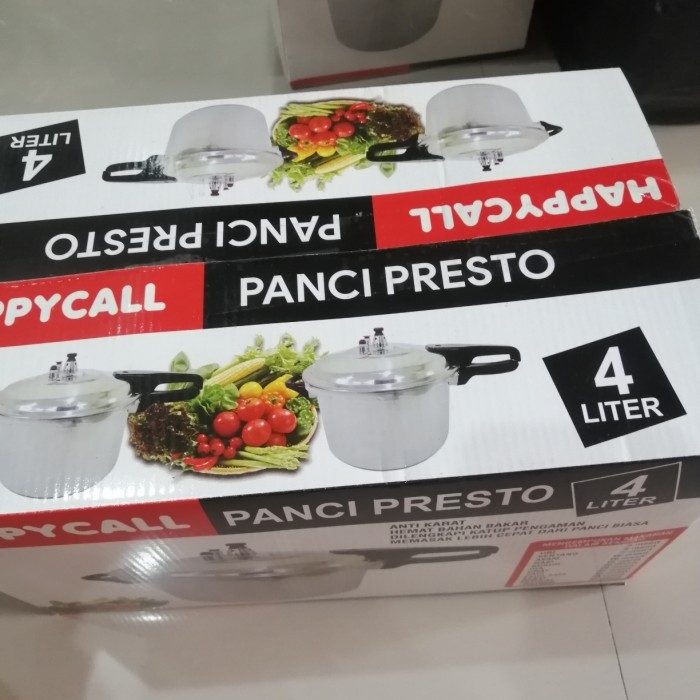 4
LITER
HAPPYCALL
PANCI PRESTO
PPYCALL
PANCI PRESTO
4
LITER
PYCALL
PANCI PRESTO
4
LITER
ANTI KARAT
HEMAT BAHAN BAKAR
DILENGKAPI KATUP PENGAMAN
MEMASAK LEBIH CEPAT DARI PANCI BIASA